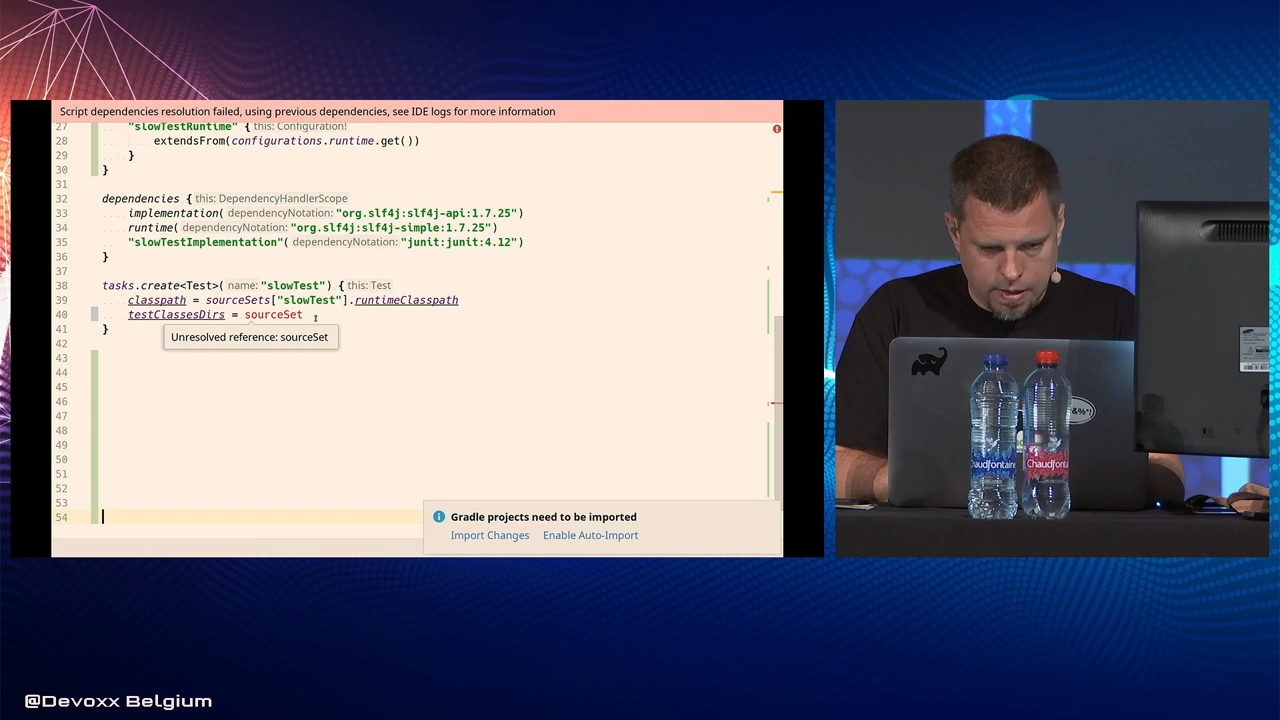 Script dependencies resolution failed, using previous dependencies, see IDE logs for more information
27 "slowTestRuntime" { this: Configuration!
28 extendsFrom(configurations.runtime.get())
29 }
30 }
31
32 dependencies { this: DependencyHandlerScope
33 implementation( dependencyNotation: "org.slf4j:slf4j-api:1.7.25")
34 runtime( dependencyNotation: "org.slf4j:slf4j-simple:1.7.25")
35 "slowTestImplementation"( dependencyNotation: "junit:junit:4.12")
36 }
37
38 tasks.create<Test>( name: "slowTest") { this: Test
39 classpath = sourceSets["slowTest"].runtimeClasspath
40 testClassesDirs = sourceSet
41 }
Unresolved reference: sourceSet
42
43
44
45
46
47
48
49
50
51
52
53
54
Gradle projects need to be imported
Import Changes Enable Auto-Import
&%*!
Chaudfontaine
Chaudfonta
@Devoxx Belgium